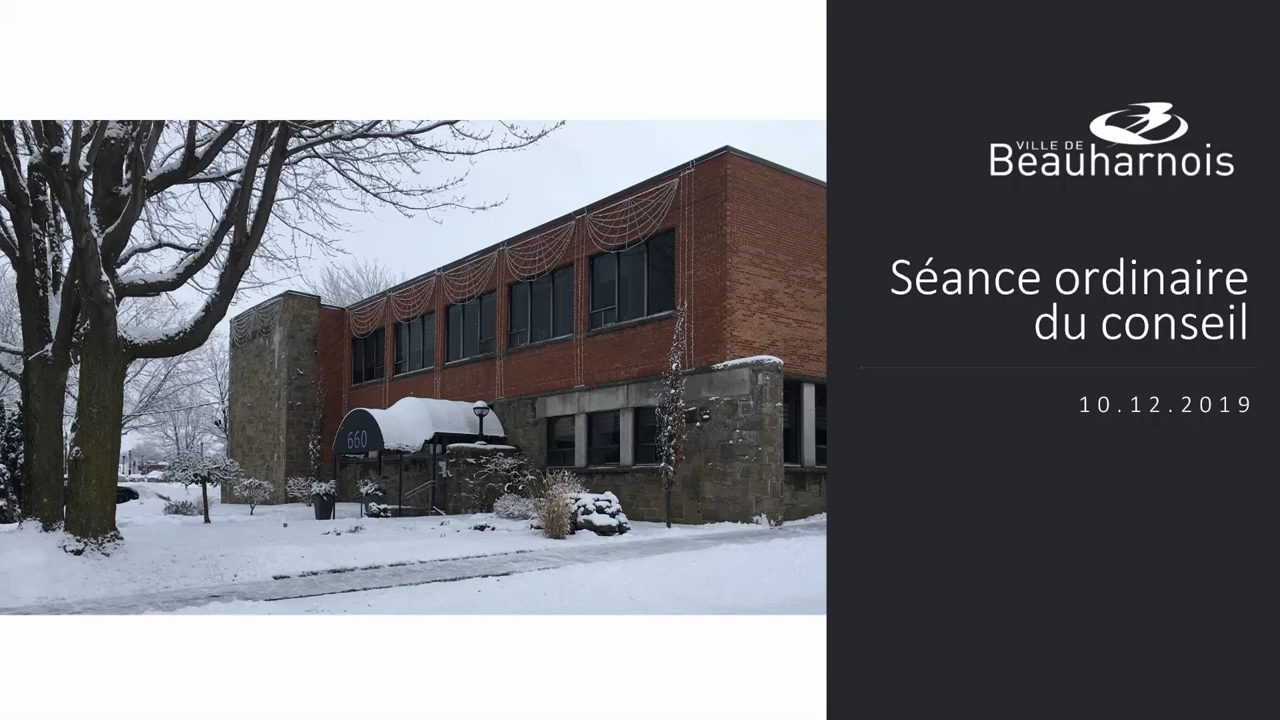 660
VILLE DE
Beauharnois
Séance ordinaire
du conseil
10.12.2019